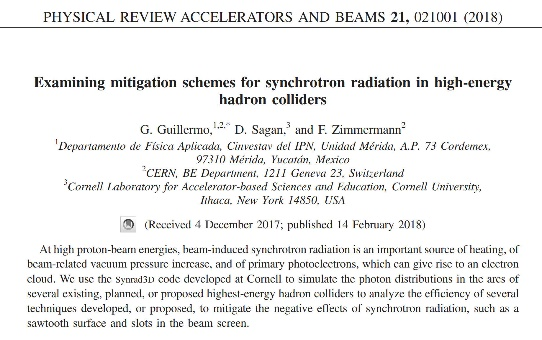 PHYSICAL REVIEW ACCELERATORS AND BEAMS 21, 021001 (2018)
Examining mitigation schemes for synchrotron radiation in high-energy
hadron colliders
G. Guillermo,1,2,* D. Sagan,3 and F. Zimmermann2
1Departamento de Física Aplicada, Cinvestav del IPN, Unidad Mérida, A.P. 73 Cordemex,
97310 Mérida, Yucatán, Mexico
2CERN, BE Department, 1211 Geneva 23, Switzerland
3Cornell Laboratory for Accelerator-based Sciences and Education, Cornell University,
Ithaca, New York 14850, USA
(Received 4 December 2017; published 14 February 2018)
At high proton-beam energies, beam-induced synchrotron radiation is an important source of heating, of
beam-related vacuum pressure increase, and of primary photoelectrons, which can give rise to an electron
cloud. We use the Synrad3D code developed at Cornell to simulate the photon distributions in the arcs of
several existing, planned, or proposed highest-energy hadron colliders to analyze the efficiency of several
techniques developed, or proposed, to mitigate the negative effects of synchrotron radiation, such as a
sawtooth surface and slots in the beam screen.